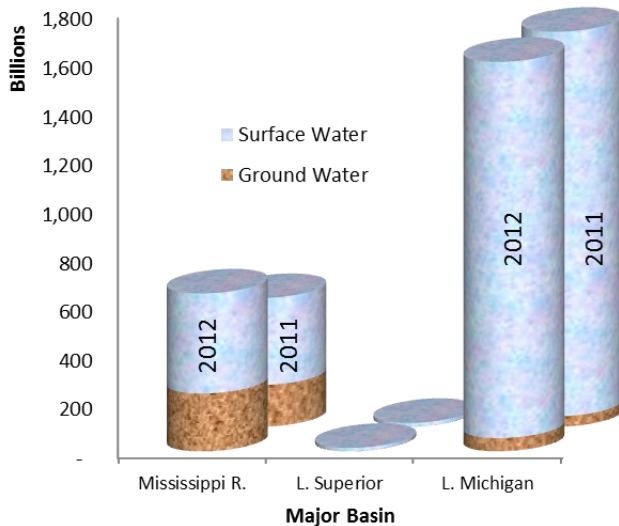 Billions
1,800
1,600
1,400
1,200
1,000
800
600
400
200
-
Surface Water
Ground Water
2012
2011
2012
2011
Mississippi R.
L. Superior
L. Michigan
Major Basin